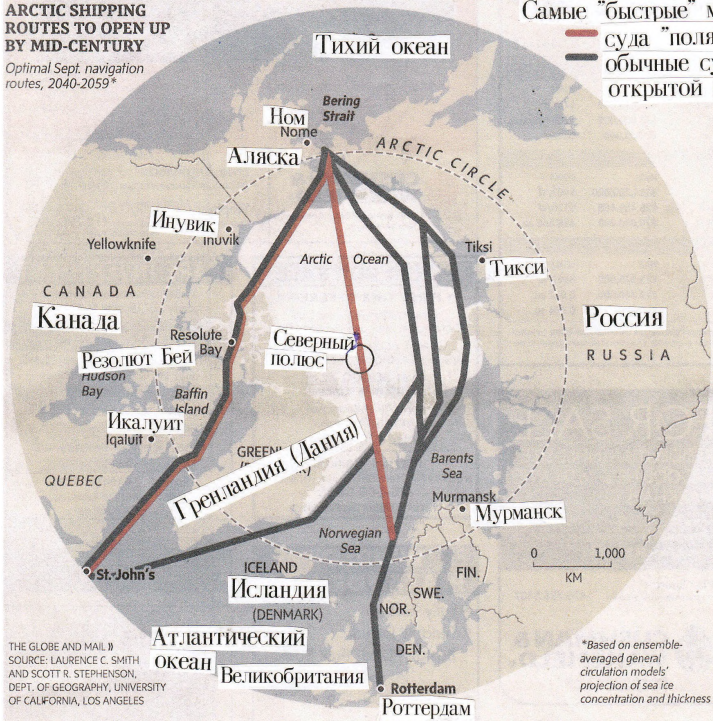 ARCTIC SHIPPING
ROUTES TO OPEN UP
BY MID-CENTURY
Optimal Sept. navigation
routes, 2040-2059*
Самые "быстрые"
суда
обычные
открытой
Тихий океан
Bering
Strait
Ном
Nome
Аляска
ARCTIC CIRCLE
Инувик
Inuvik
Yellowknife
Arctic Ocean
Tiksi
Тикси
CANADA
Канада
Россия
RUSSIA
Resolute
Bay
Резолют Бей
Северный
полюс
Hudson
Bay
Baffin
Island
Икалуит
Iqaluit
QUEBEC
Гренландия (Дания)
Barents
Sea
Murmansk
Мурманск
Norwegian
Sea
0 1,000
KM
St. John's
ICELAND
Исландия
(DENMARK)
FIN.
SWE.
NOR.
DEN.
Атлантический
океан
Великобритания
Rotterdam
Роттердам
THE GLOBE AND MAIL »
SOURCE: LAURENCE C. SMITH
AND SCOTT R. STEPHENSON,
DEPT. OF GEOGRAPHY, UNIVERSITY
OF CALIFORNIA, LOS ANGELES
*Based on ensemble-
averaged general
circulation models'
projection of sea ice
concentration and thickness